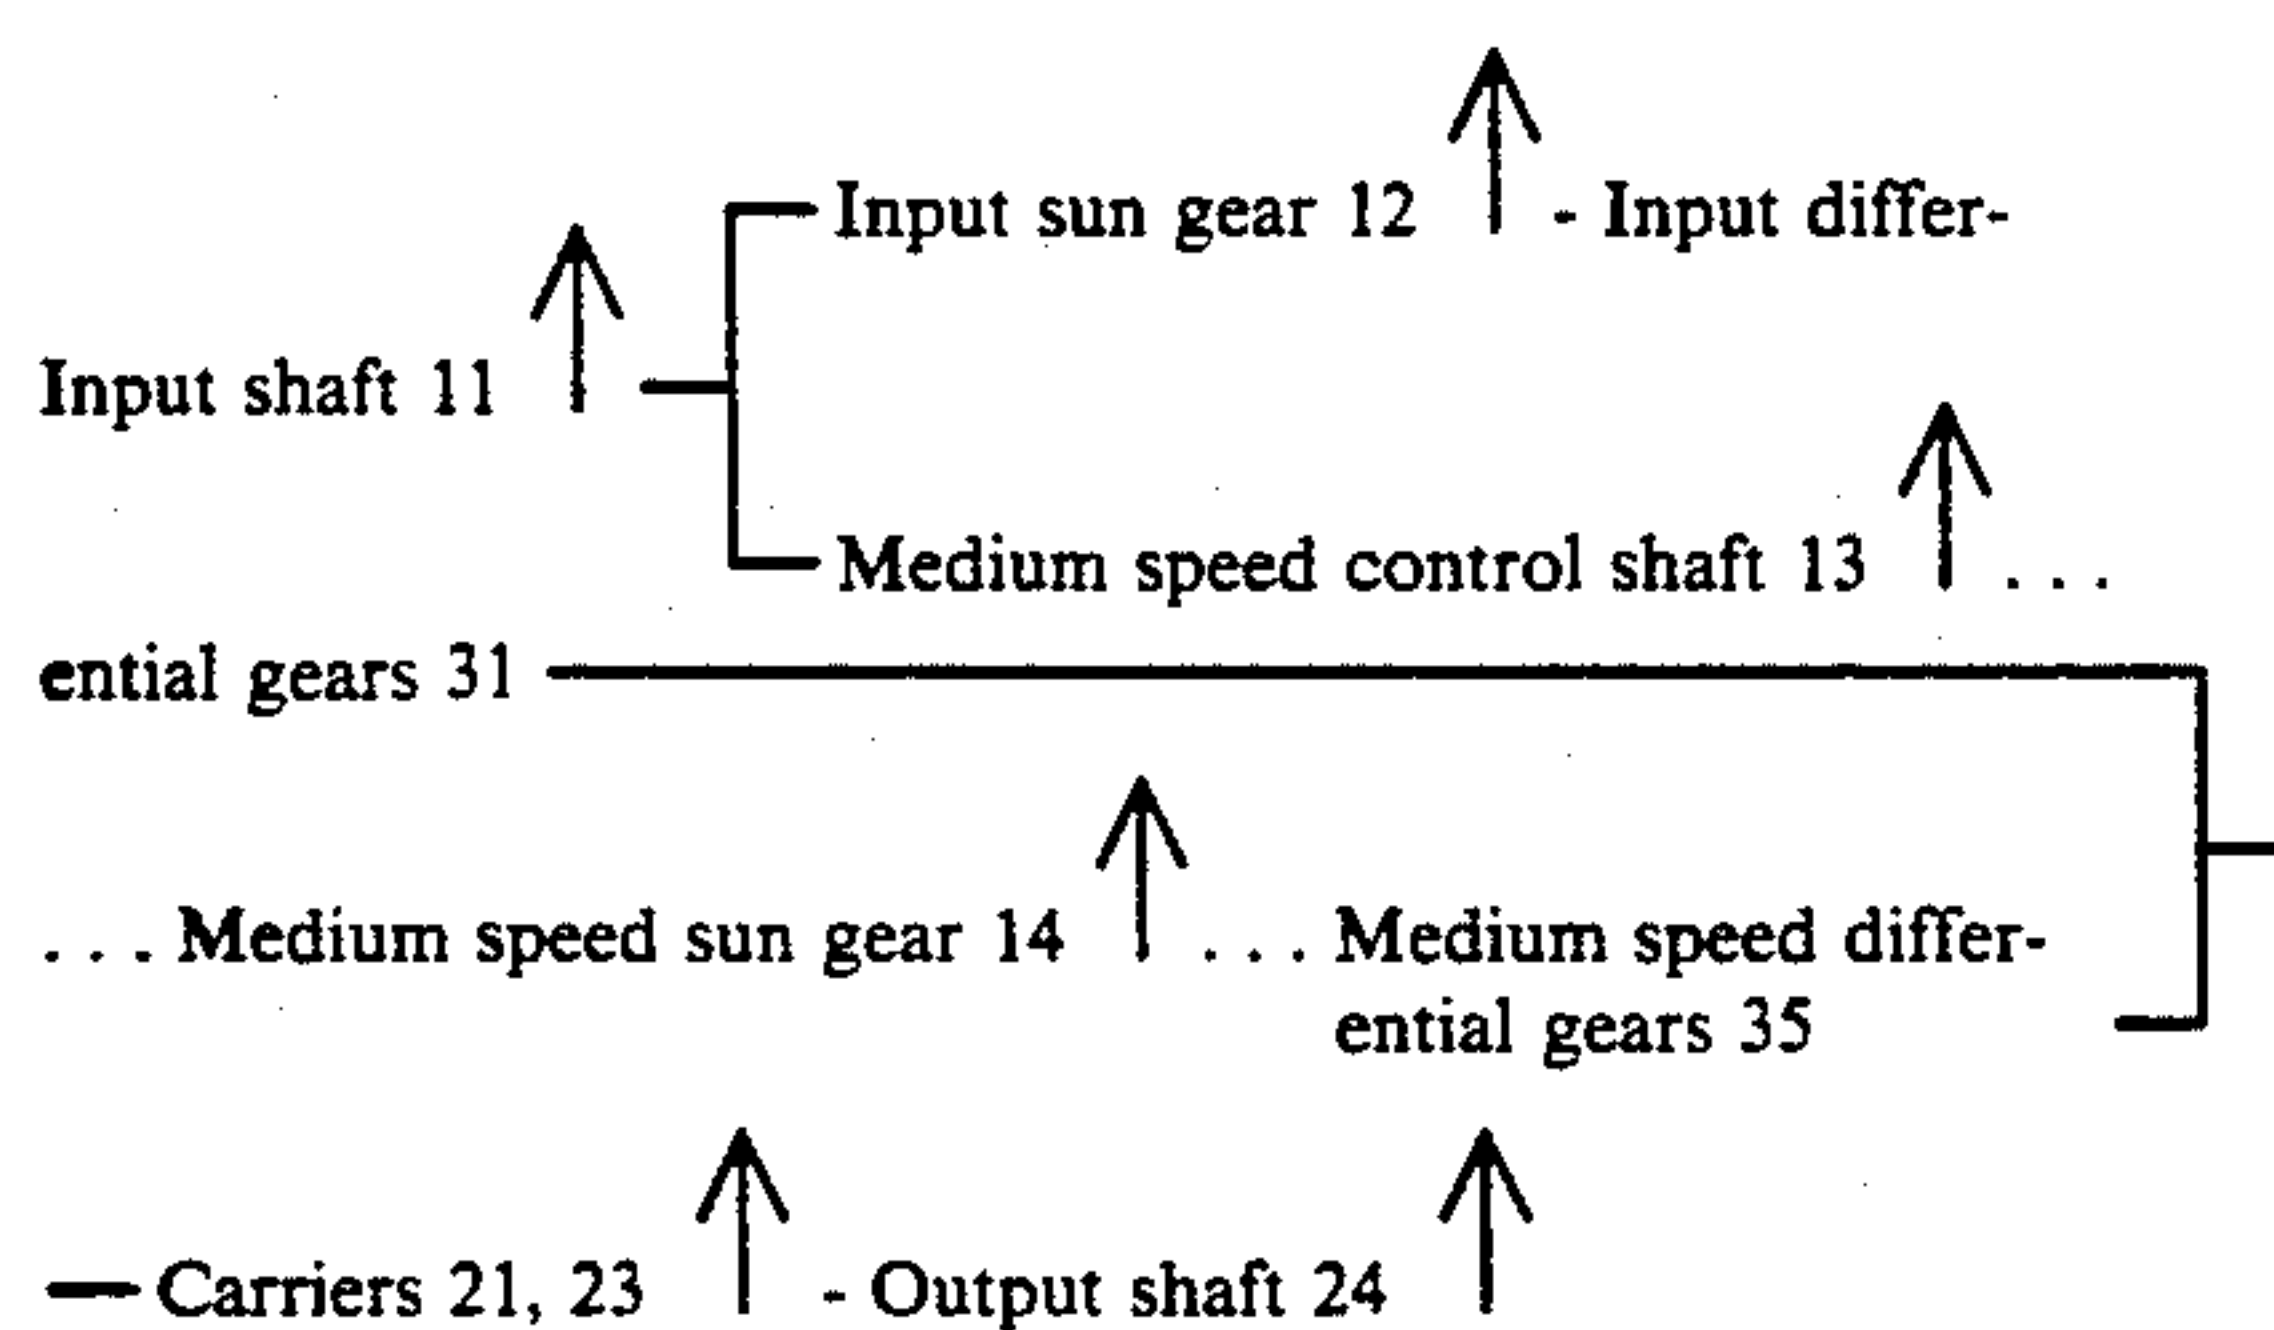 Input sun gear 12 ↑ - Input differ-
Input shaft 11 ↑
Medium speed control shaft 13 ↑ . . .
ential gears 31
. . . Medium speed sun gear 14 ↑ . . . Medium speed differ-
ential gears 35
— Carriers 21, 23 ↑ - Output shaft 24 ↑